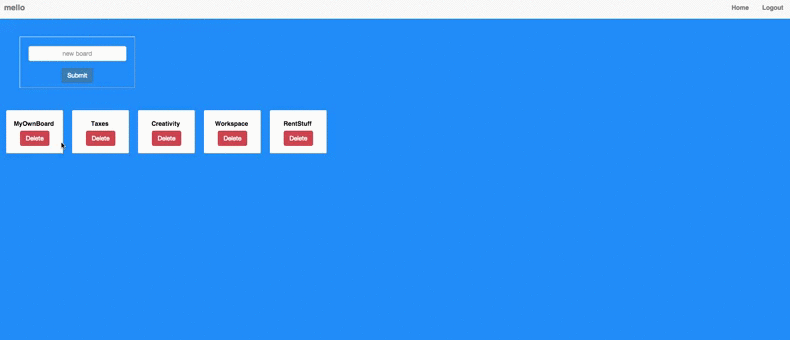 mello Home Logout
new board
Submit
MyOwnBoard Taxes Creativity Workspace RentStuff
Delete Delete Delete Delete Delete